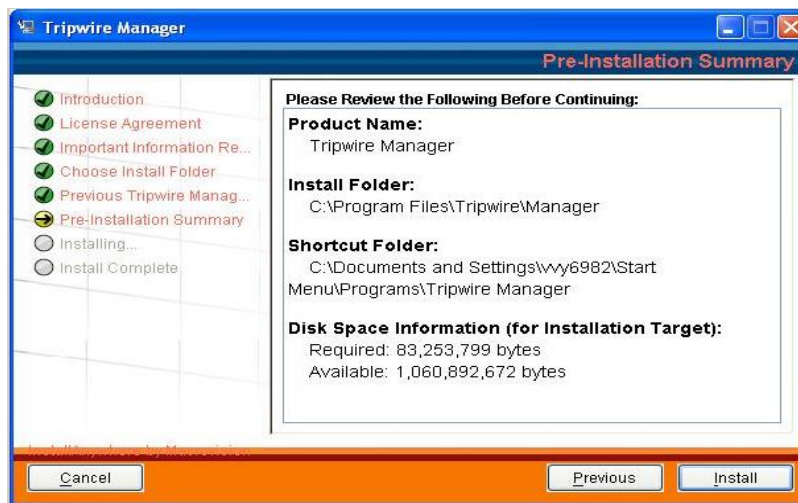 Tripwire Manager
Pre-Installation Summary
Introduction
License Agreement
Important Information Re...
Choose Install Folder
Previous Tripwire Manag...
Pre-Installation Summary
Installing...
Install Complete
Please Review the Following Before Continuing:
Product Name:
Tripwire Manager
Install Folder:
C:\Program Files\Tripwire\Manager
Shortcut Folder:
C:\Documents and Settings\vvy6982\Start
Menu\Programs\Tripwire Manager
Disk Space Information (for Installation Target):
Required: 83,253,799 bytes
Available: 1,060,892,672 bytes
InstallAnywhere by Macrovision
Cancel
Previous
Install